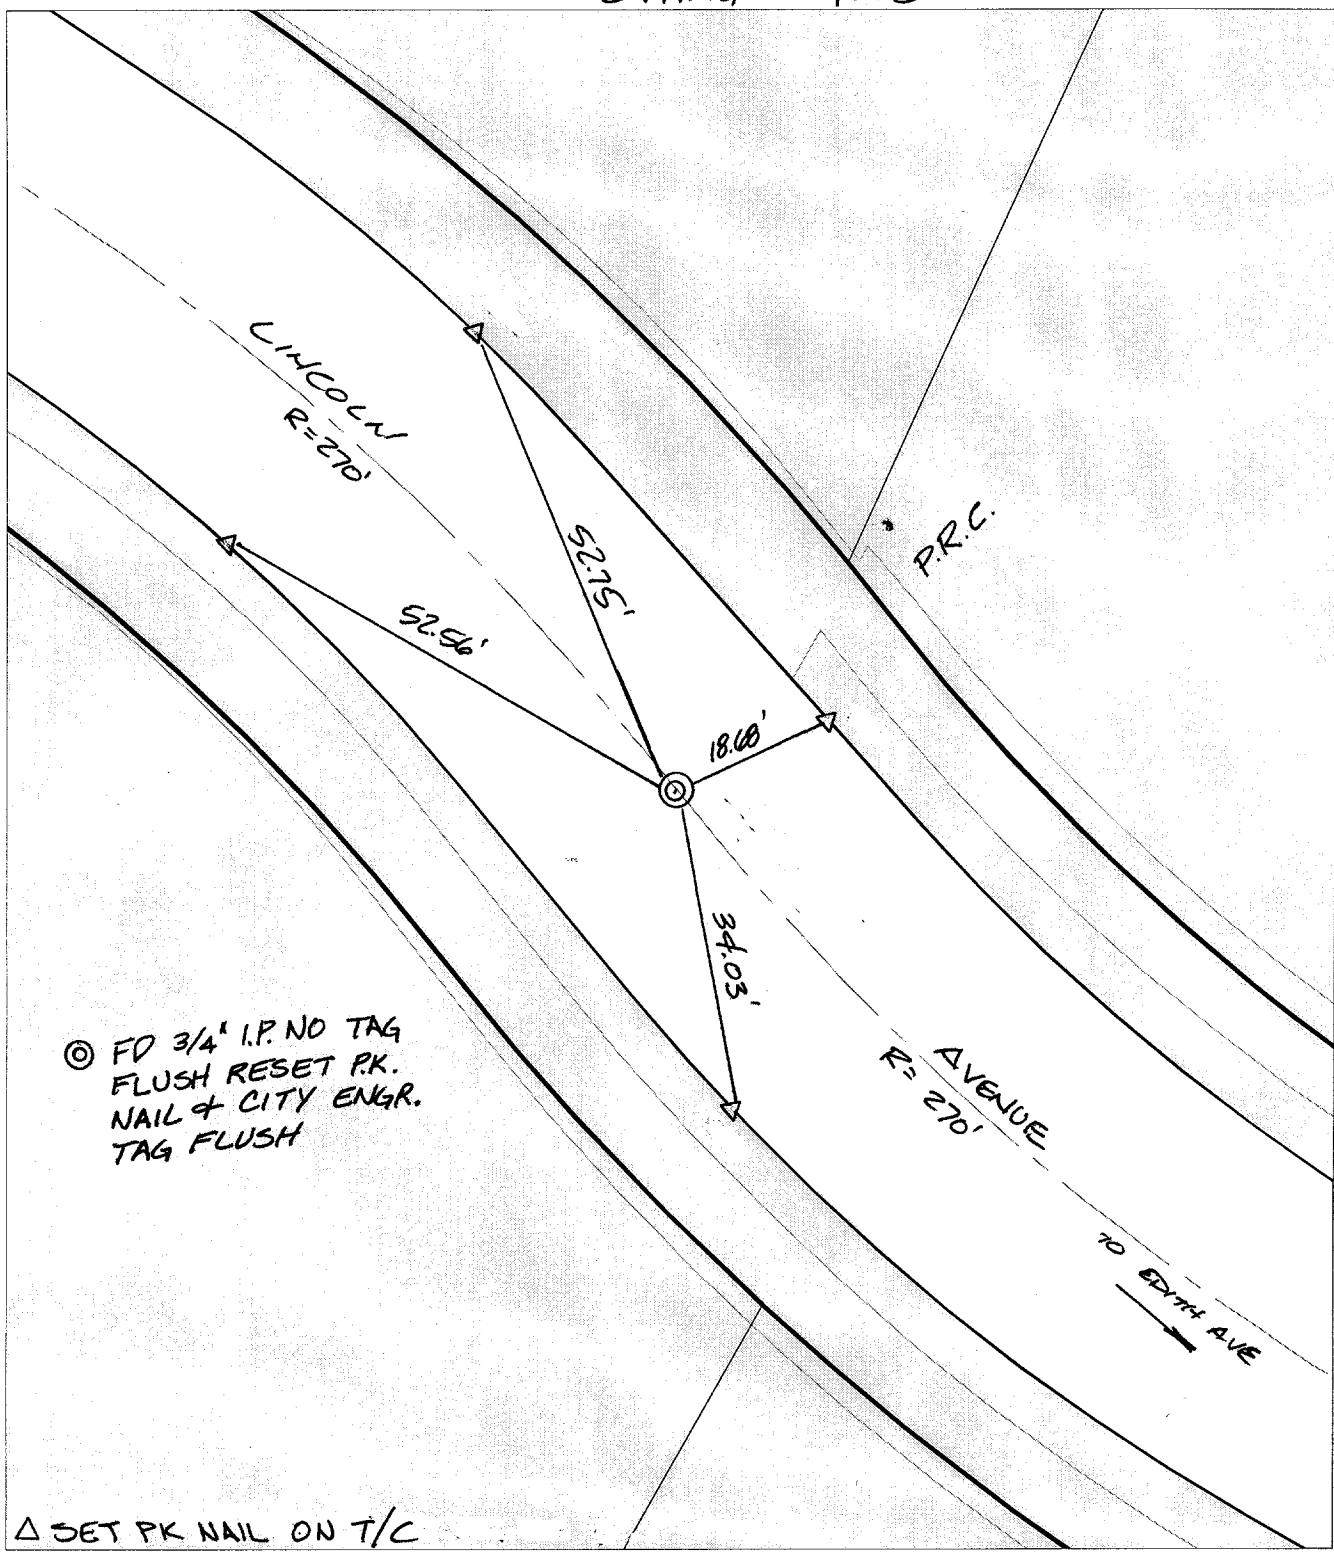 LINCOLN
R=270'
52.75'
52.56'
P.R.C.
18.68'
34.03'
◎ FD 3/4" I.P. NO TAG
FLUSH RESET P.K.
NAIL & CITY ENGR.
TAG FLUSH
AVENUE
R= 270'
TO EDITH AVE
△ SET PK NAIL ON T/C